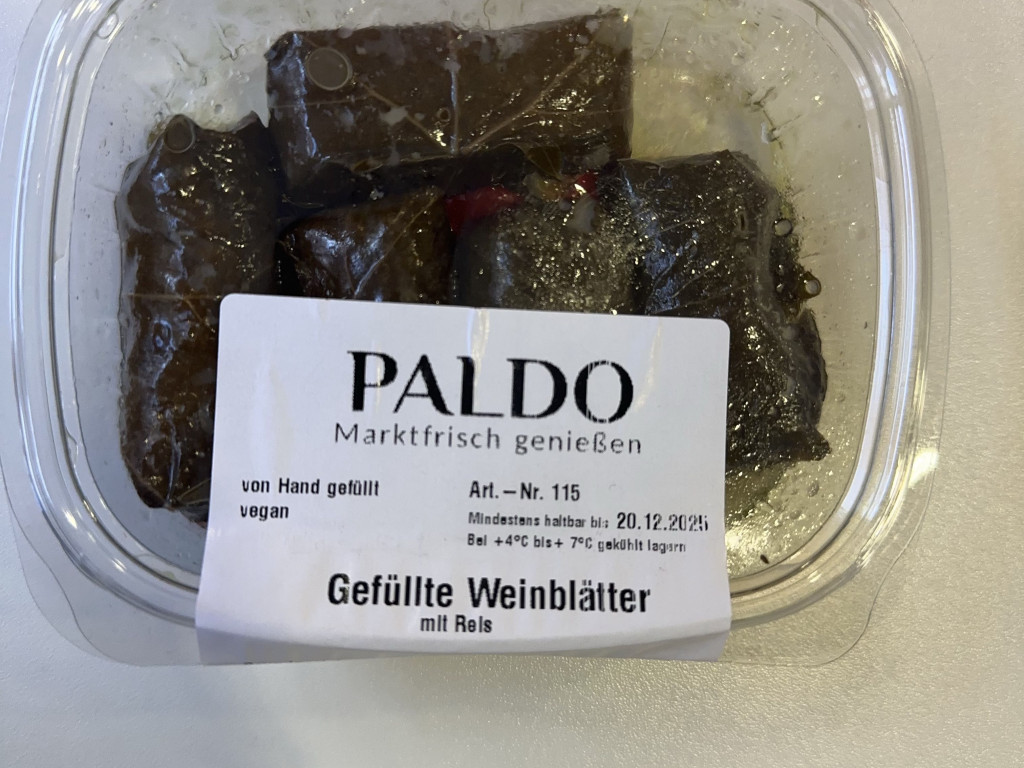 PALDO
Marktfrisch genießen
von Hand gefüllt
vegan
Art.-Nr. 115
Mindestens haltbar bis: 20.12.2025
Bei +4°C bis+ 7°C gekühlt lagern
Gefüllte Weinblätter
mit Reis